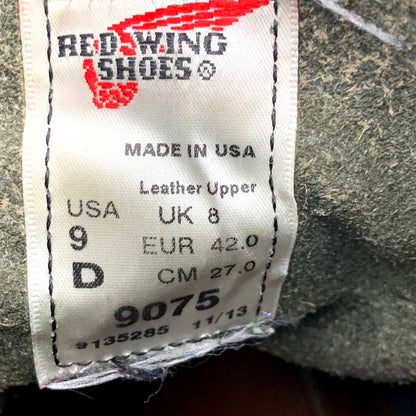 RED WING
SHOES®
MADE IN USA
Leather Upper
USA UK 8
9 EUR 42.0
D CM 27.0
9075
9135285 11/13